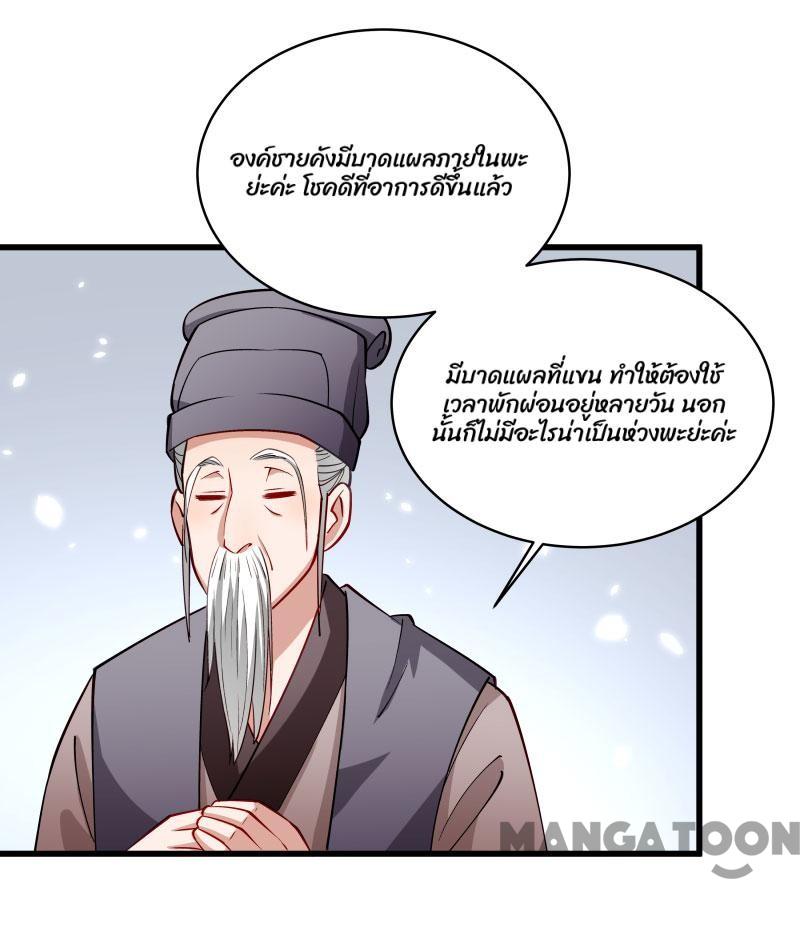 องค์ชายคังมีบาดแผลภายในพะ
ย่ะค่ะ โชคดีที่อาการดีขึ้นแล้ว
มีบาดแผลที่แขน ทำให้ต้องใช้
เวลาพักผ่อนอยู่หลายวัน นอก
นั้นก็ไม่มีอะไรน่าเป็นห่วงพะย่ะค่ะ
MANGATOON